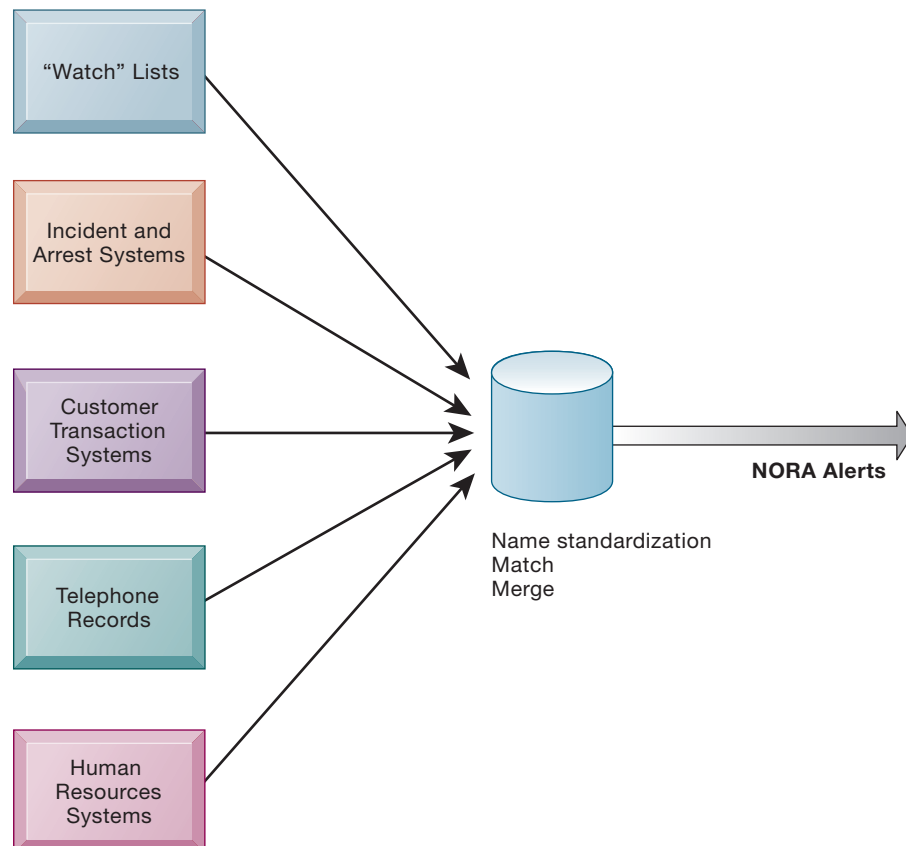 “Watch” Lists
Incident and
Arrest Systems
Customer
Transaction
Systems
Telephone
Records
Human
Resources
Systems
Name standardization
Match
Merge
NORA Alerts